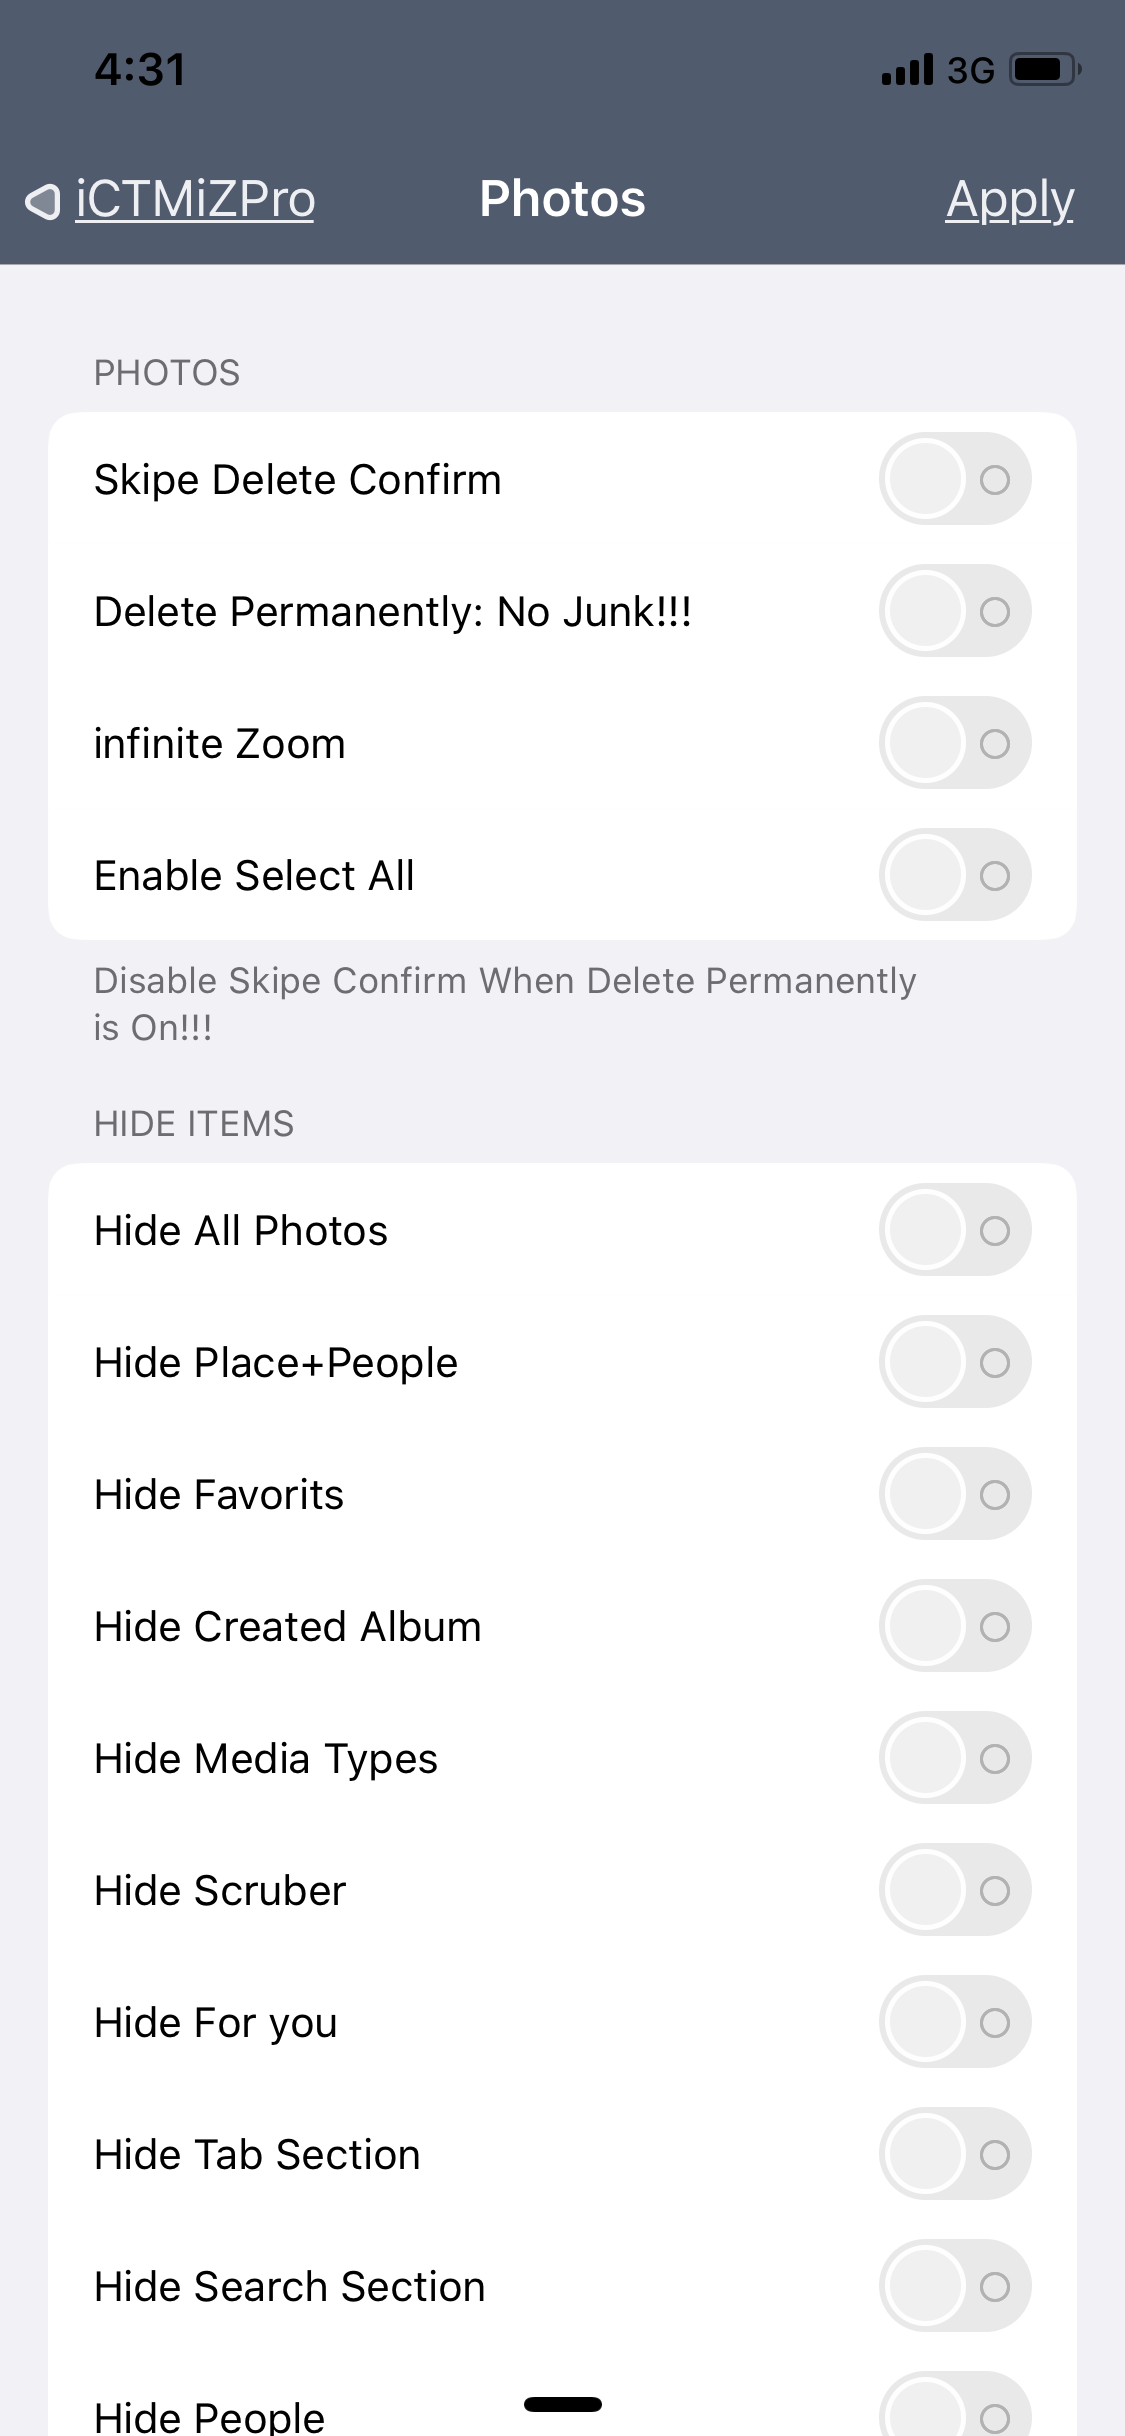 4:31
3G
iCTMiZPro
Photos
Apply
PHOTOS
Skipe Delete Confirm
Delete Permanently: No Junk!!!
infinite Zoom
Enable Select All
Disable Skipe Confirm When Delete Permanently
is On!!!
HIDE ITEMS
Hide All Photos
Hide Place+People
Hide Favorits
Hide Created Album
Hide Media Types
Hide Scruber
Hide For you
Hide Tab Section
Hide Search Section
Hide People